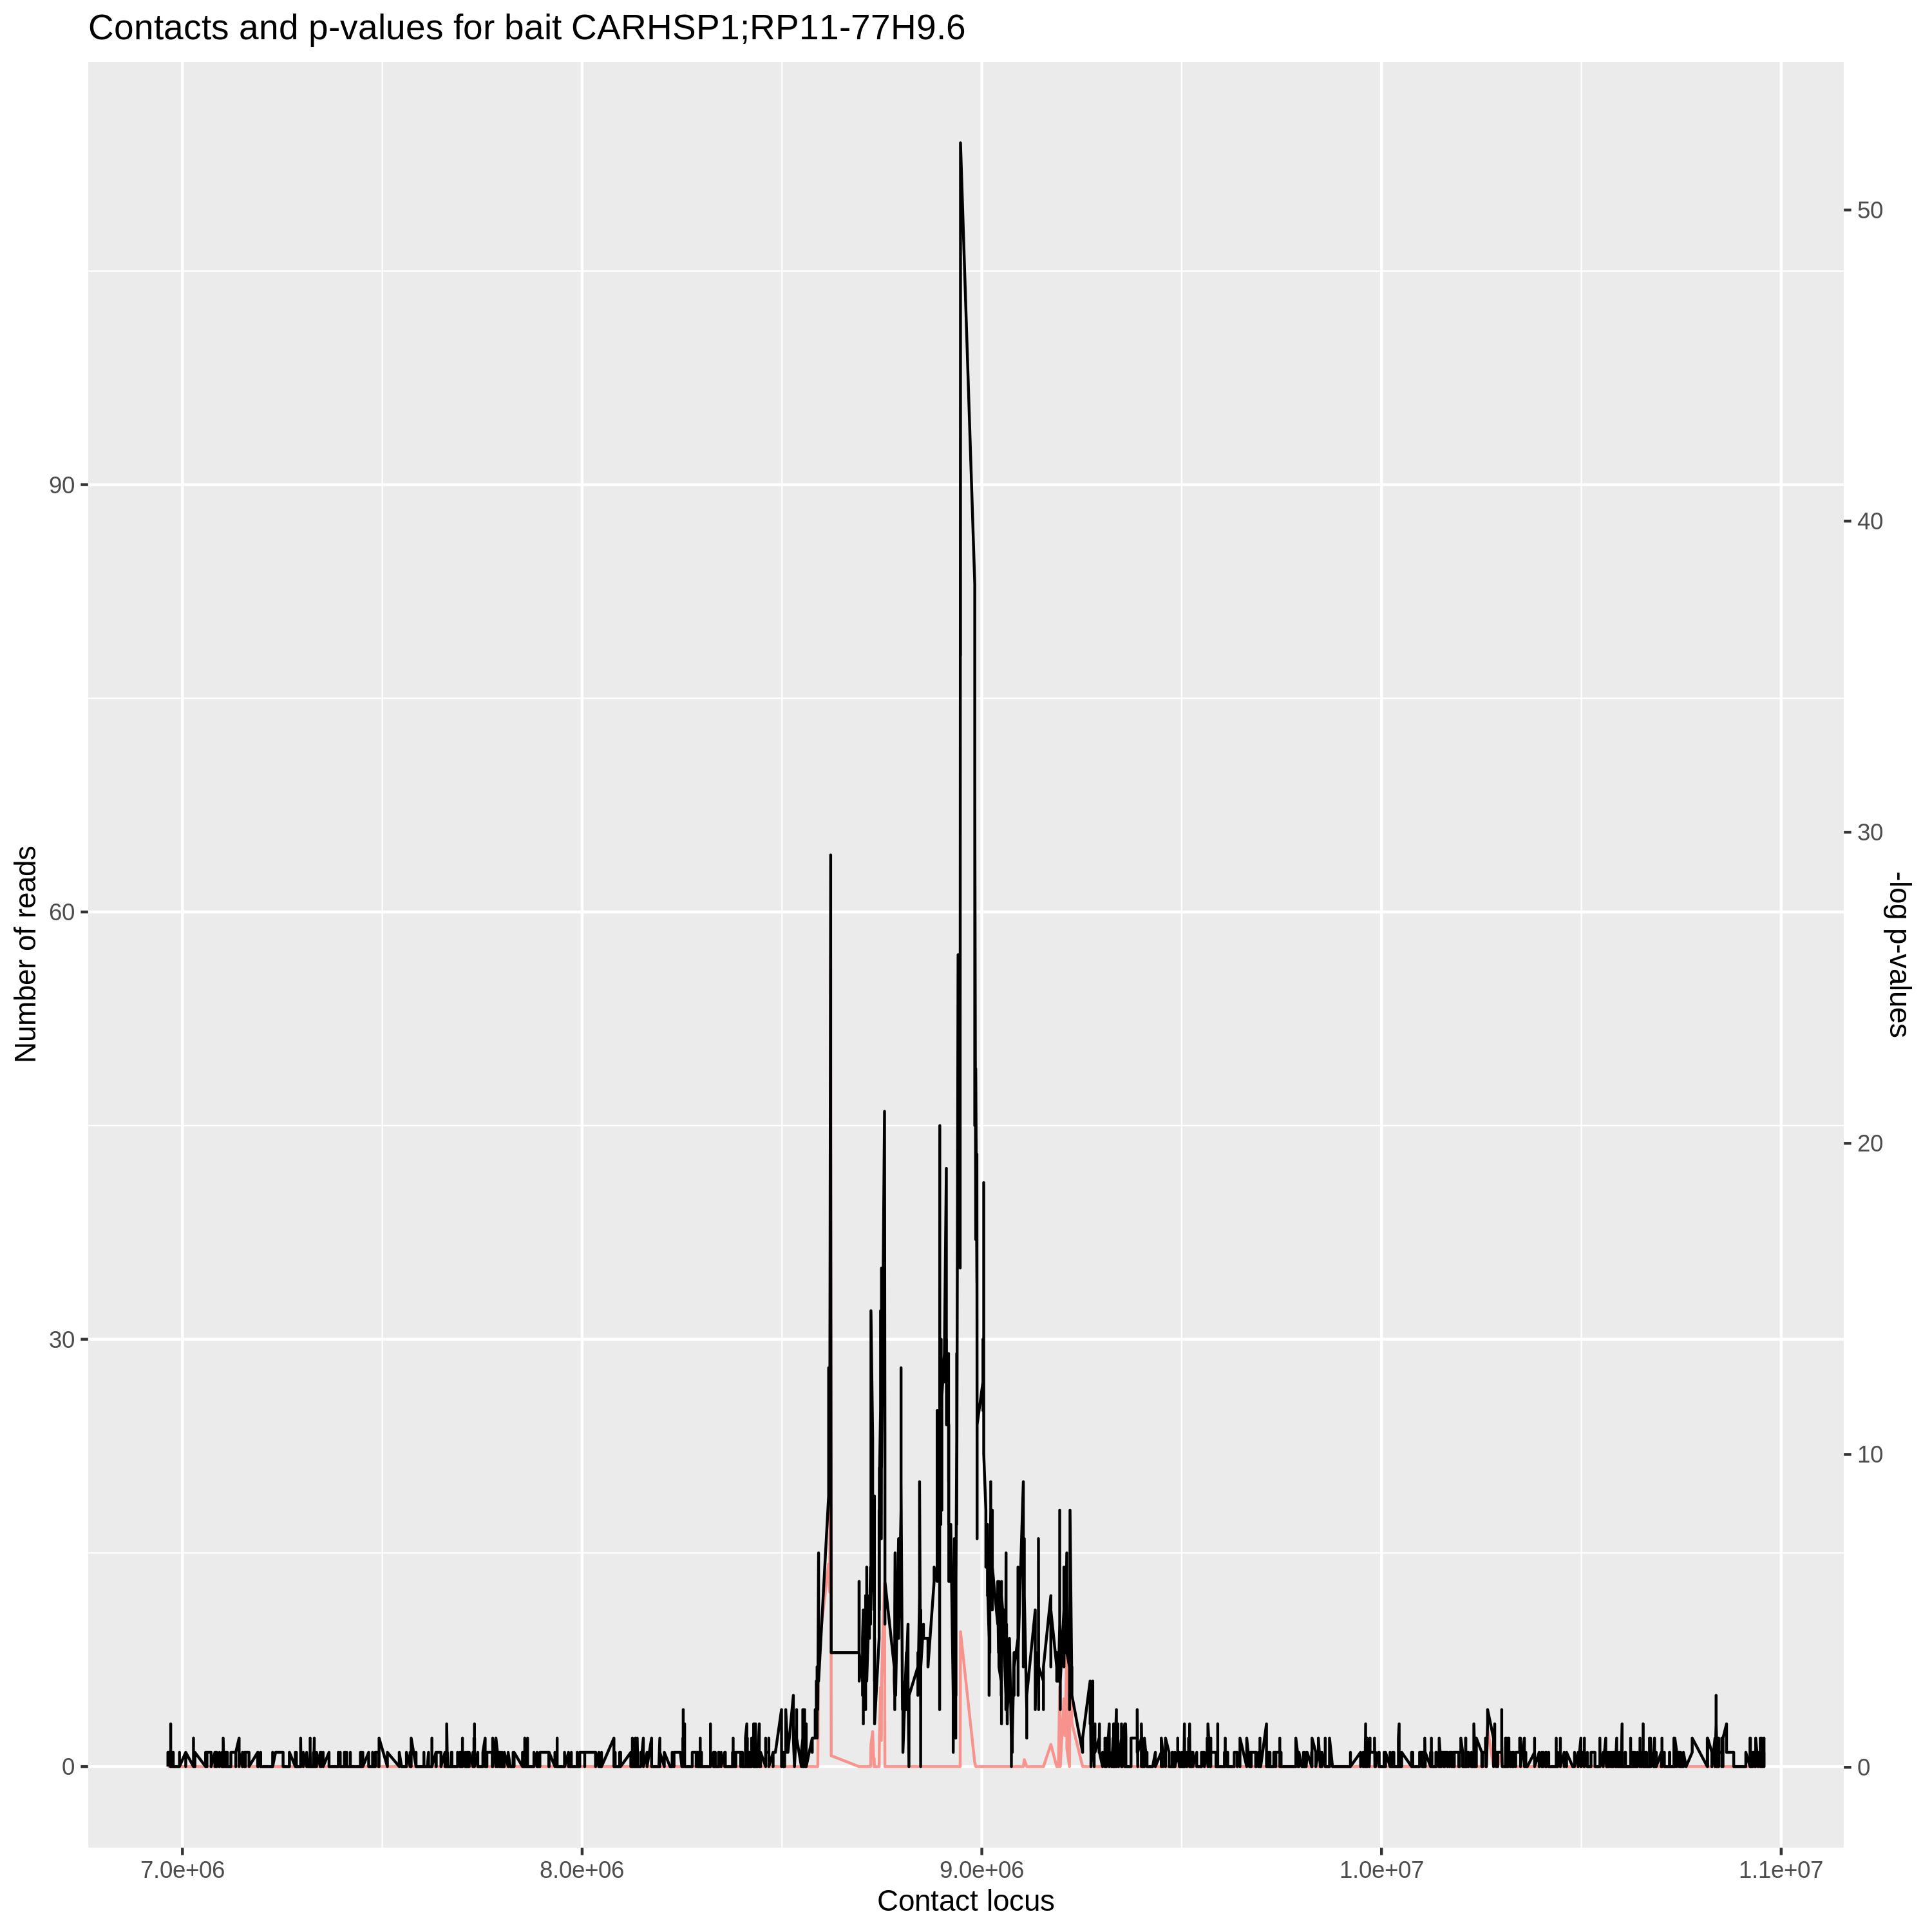 Contacts and p-values for bait CARHSP1;RP11-77H9.6
Number of reads
90
60
30
0
50
40
30
20
10
0
-log p-values
7.0e+06 8.0e+06 9.0e+06 1.0e+07 1.1e+07
Contact locus